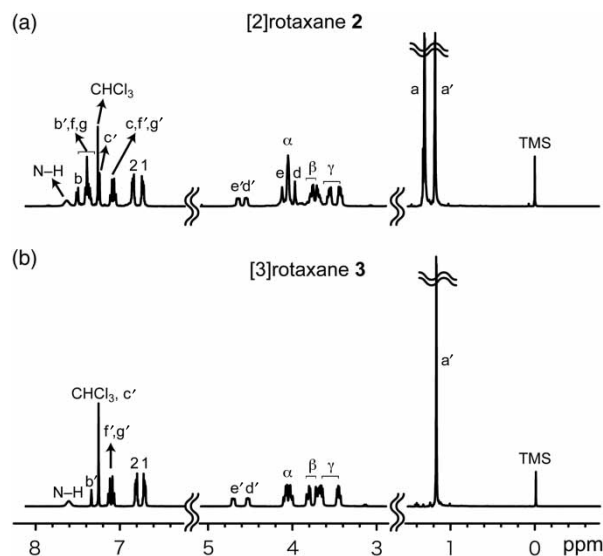 (a)
[2]rotaxane 2
CHCl3
b′,f,g
c′
c,f′,g′
N–H
b
2 1
e′d′
e
α
d
β
γ
a
a′
TMS
(b)
[3]rotaxane 3
CHCl3, c′
f′,g′
N–H
b′
2 1
e′ d′
α
β
γ
a′
TMS
8 7 5 4 3 1 0 ppm